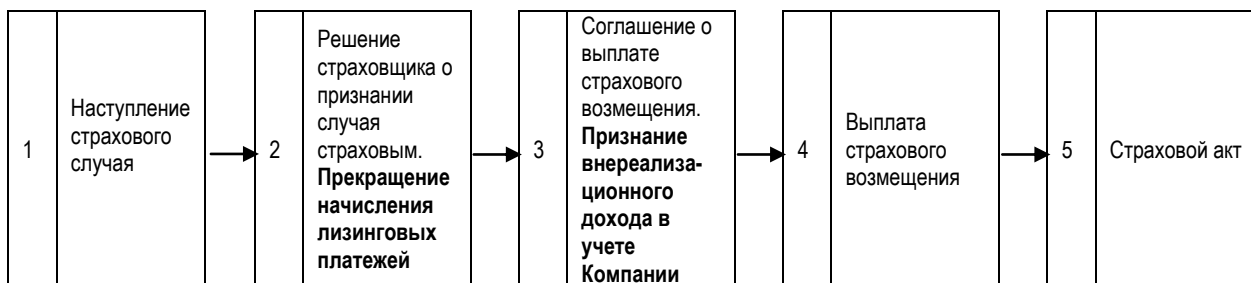 1
Наступление
страхового
случая
2
Решение
страховщика о
признании
случая
страховым.
Прекращение
начисления
лизинговых
платежей
3
Соглашение о
выплате
страхового
возмещения.
Признание
внереализа-
ционного
дохода в
учете
Компании
4
Выплата
страхового
возмещения
5
Страховой акт